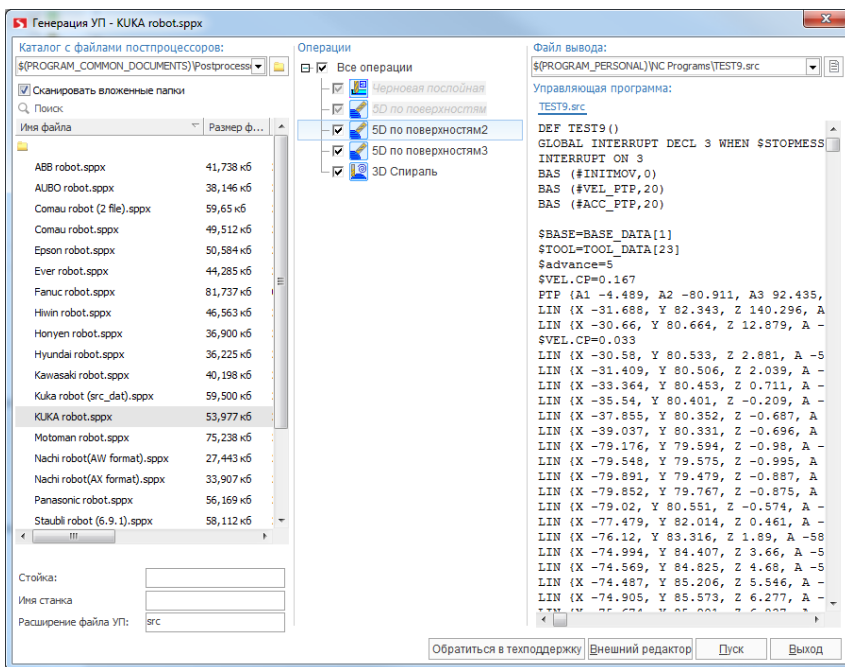 Генерация УП - KUKA robot.sppx
Каталог с файлами постпроцессоров:
$(PROGRAM_COMMON_DOCUMENTS)\Postprocess
Сканировать вложенные папки
Поиск
Имя файла Размер ф...
ABB robot.sppx 41,738 кб
AUBO robot.sppx 38,146 кб
Comau robot (2 file).sppx 59,65 кб
Comau robot.sppx 49,512 кб
Epson robot.sppx 50,584 кб
Ever robot.sppx 44,285 кб
Fanuc robot.sppx 81,737 кб
Hiwin robot.sppx 46,563 кб
Honyen robot.sppx 36,900 кб
Hyundai robot.sppx 36,225 кб
Kawasaki robot.sppx 40,198 кб
Kuka robot (src_dat).sppx 59,500 кб
KUKA robot.sppx 53,977 кб
Motoman robot.sppx 75,238 кб
Nachi robot(AW format).sppx 27,443 кб
Nachi robot(AX format).sppx 33,907 кб
Panasonic robot.sppx 56,169 кб
Staubli robot (6.9.1).sppx 58,112 кб
Стойка:
Имя станка
Расширение файла УП: src
Операции
Все операции
Черновая послойная
5D по поверхностям
5D по поверхностям2
5D по поверхностям3
3D Спираль
Файл вывода:
$(PROGRAM_PERSONAL)\NC Programs\TEST9.src
Управляющая программа:
TEST9.src
DEF TEST9()
GLOBAL INTERRUPT DECL 3 WHEN $STOPMESS
INTERRUPT ON 3
BAS (#INITMOV,0)
BAS (#VEL_PTP,20)
BAS (#ACC_PTP,20)
$BASE=BASE_DATA[1]
$TOOL=TOOL_DATA[23]
$advance=5
$VEL.CP=0.167
PTP {A1 -4.489, A2 -80.911, A3 92.435,
LIN {X -31.688, Y 82.343, Z 140.296, A
LIN {X -30.66, Y 80.664, Z 12.879, A -
$VEL.CP=0.033
LIN {X -30.58, Y 80.533, Z 2.881, A -5
LIN {X -31.409, Y 80.506, Z 2.039, A -
LIN {X -33.364, Y 80.453, Z 0.711, A -
LIN {X -35.54, Y 80.401, Z -0.209, A -
LIN {X -37.855, Y 80.352, Z -0.687, A
LIN {X -39.037, Y 80.331, Z -0.696, A
LIN {X -79.176, Y 79.594, Z -0.98, A -
LIN {X -79.548, Y 79.575, Z -0.995, A
LIN {X -79.891, Y 79.479, Z -0.887, A
LIN {X -79.852, Y 79.767, Z -0.875, A
LIN {X -79.02, Y 80.551, Z -0.574, A -
LIN {X -77.479, Y 82.014, Z 0.461, A -
LIN {X -76.12, Y 83.316, Z 1.89, A -58
LIN {X -74.994, Y 84.407, Z 3.66, A -5
LIN {X -74.569, Y 84.825, Z 4.68, A -5
LIN {X -74.487, Y 85.206, Z 5.546, A -
LIN {X -74.905, Y 85.573, Z 6.277, A -
Обратиться в техподдержку Внешний редактор Пуск Выход